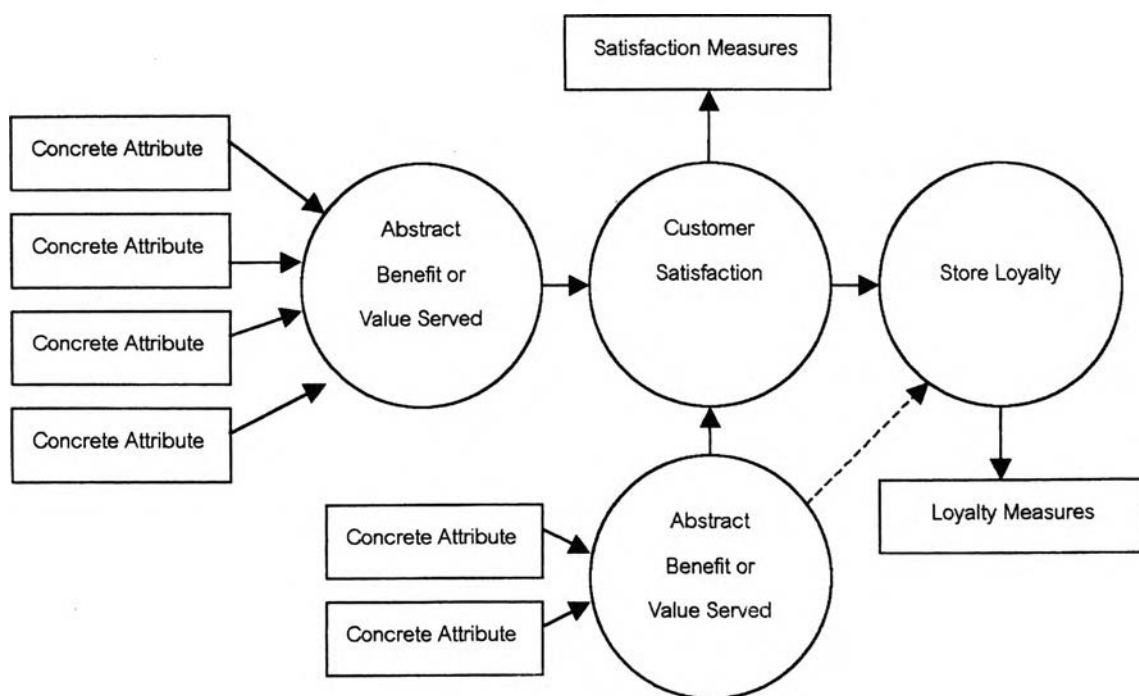 Satisfaction Measures
Concrete Attribute
Concrete Attribute
Concrete Attribute
Concrete Attribute
Abstract
Benefit or
Value Served
Customer
Satisfaction
Store Loyalty
Loyalty Measures
Concrete Attribute
Concrete Attribute
Abstract
Benefit or
Value Served